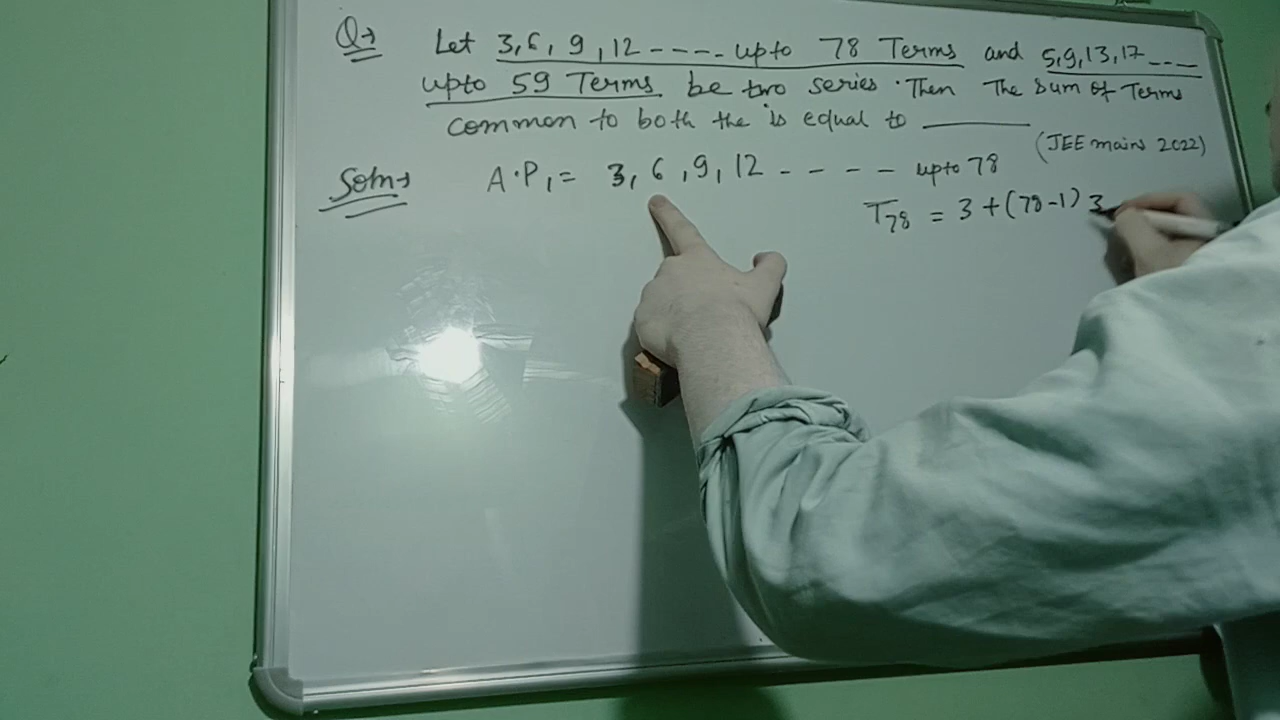 Q→ Let 3, 6, 9, 12 ---- upto 78 Terms and 5, 9, 13, 17 ---
upto 59 Terms be two series. Then The Sum of Terms
common to both the is equal to ______
(JEE mains 2022)
Soln→ A.P₁ = 3, 6, 9, 12 - - - - upto 78
T₇₈ = 3 + (78-1) 3